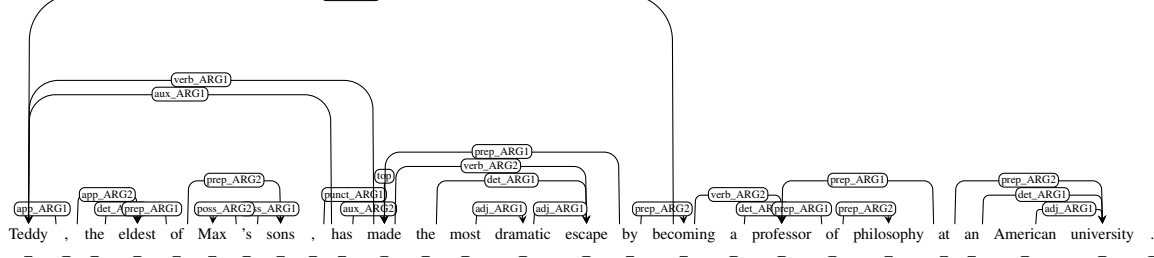 verb_ARG1
aux_ARG1
prep_ARG1
top verb_ARG2
prep_ARG2 det_ARG1 prep_ARG1 prep_ARG2
app_ARG2 punct_ARG1 verb_ARG2 det_ARG1
app_ARG1 prep_ARG1 poss_ARG2 aux_ARG2 adj_ARG1 adj_ARG1 prep_ARG2 prep_ARG2 adj_ARG1
Teddy , the eldest of Max 's sons , has made the most dramatic escape by becoming a professor of philosophy at an American university .
_ _ _ _ _ _ _ _ _ _ _ _ _ _ _ _ _ _ _ _ _ _ _ _ _ _